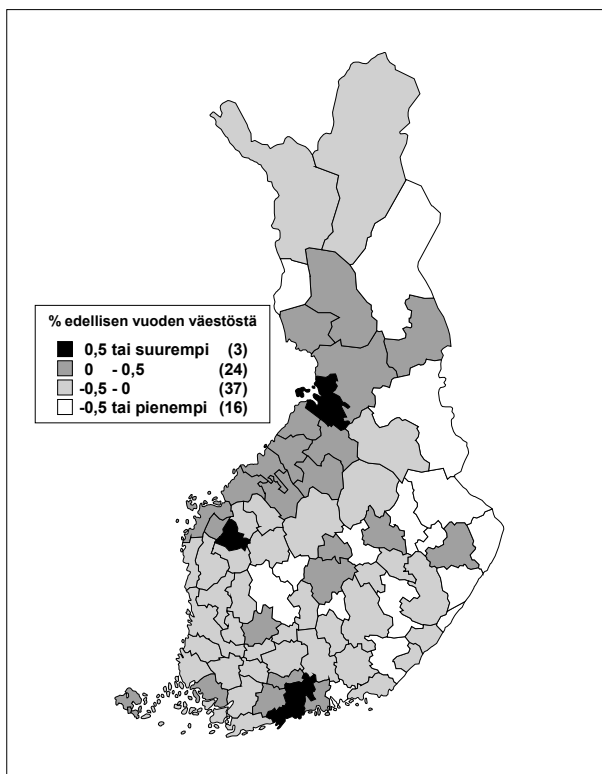 % edellisen vuoden väestöstä
0,5 tai suurempi (3)
0 - 0,5 (24)
-0,5 - 0 (37)
-0,5 tai pienempi (16)